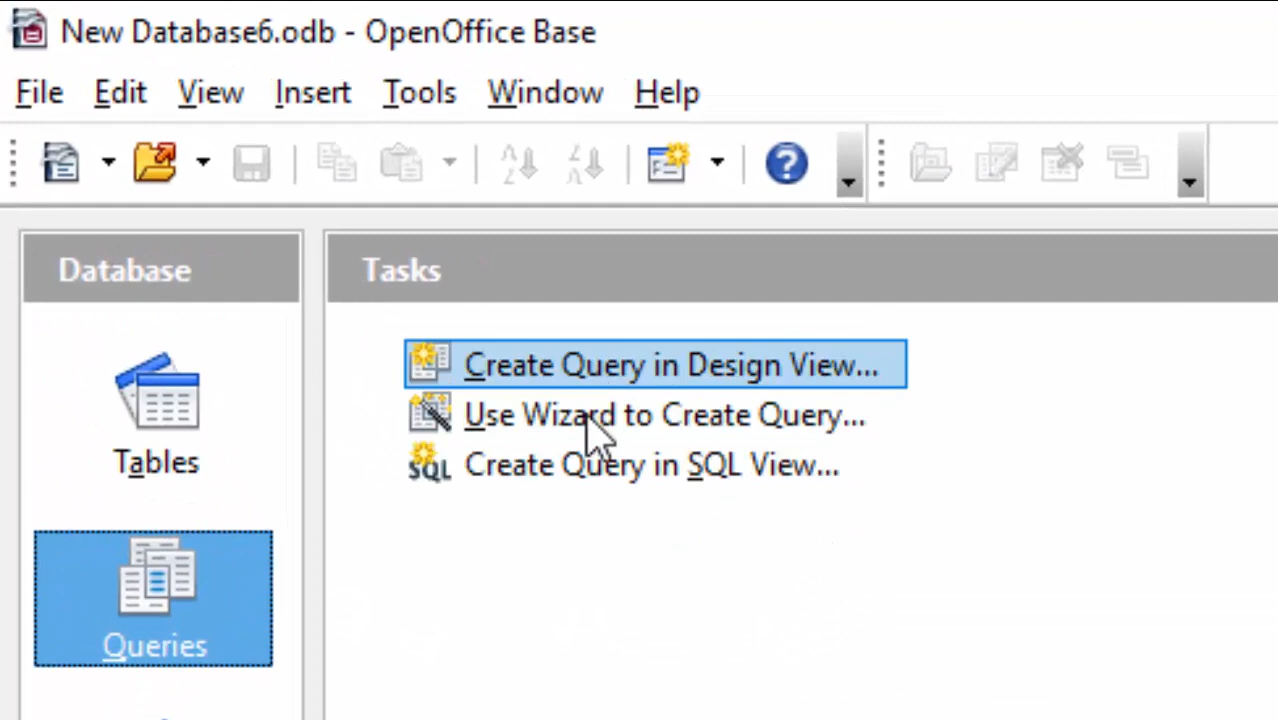 New Database6.odb - OpenOffice Base
File Edit View Insert Tools Window Help
Database
Tasks
Create Query in Design View...
Use Wizard to Create Query...
SQL Create Query in SQL View...
Tables
Queries